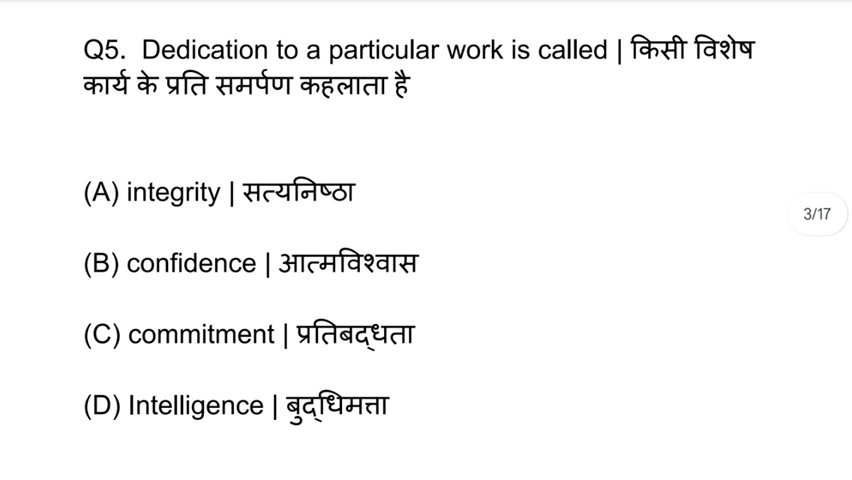 Q5. Dedication to a particular work is called | किसी विशेष
कार्य के प्रति समर्पण कहलाता है
(A) integrity | सत्यनिष्ठा
3/17
(B) confidence | आत्मविश्वास
(C) commitment | प्रतिबद्धता
(D) Intelligence | बुद्धिमत्ता